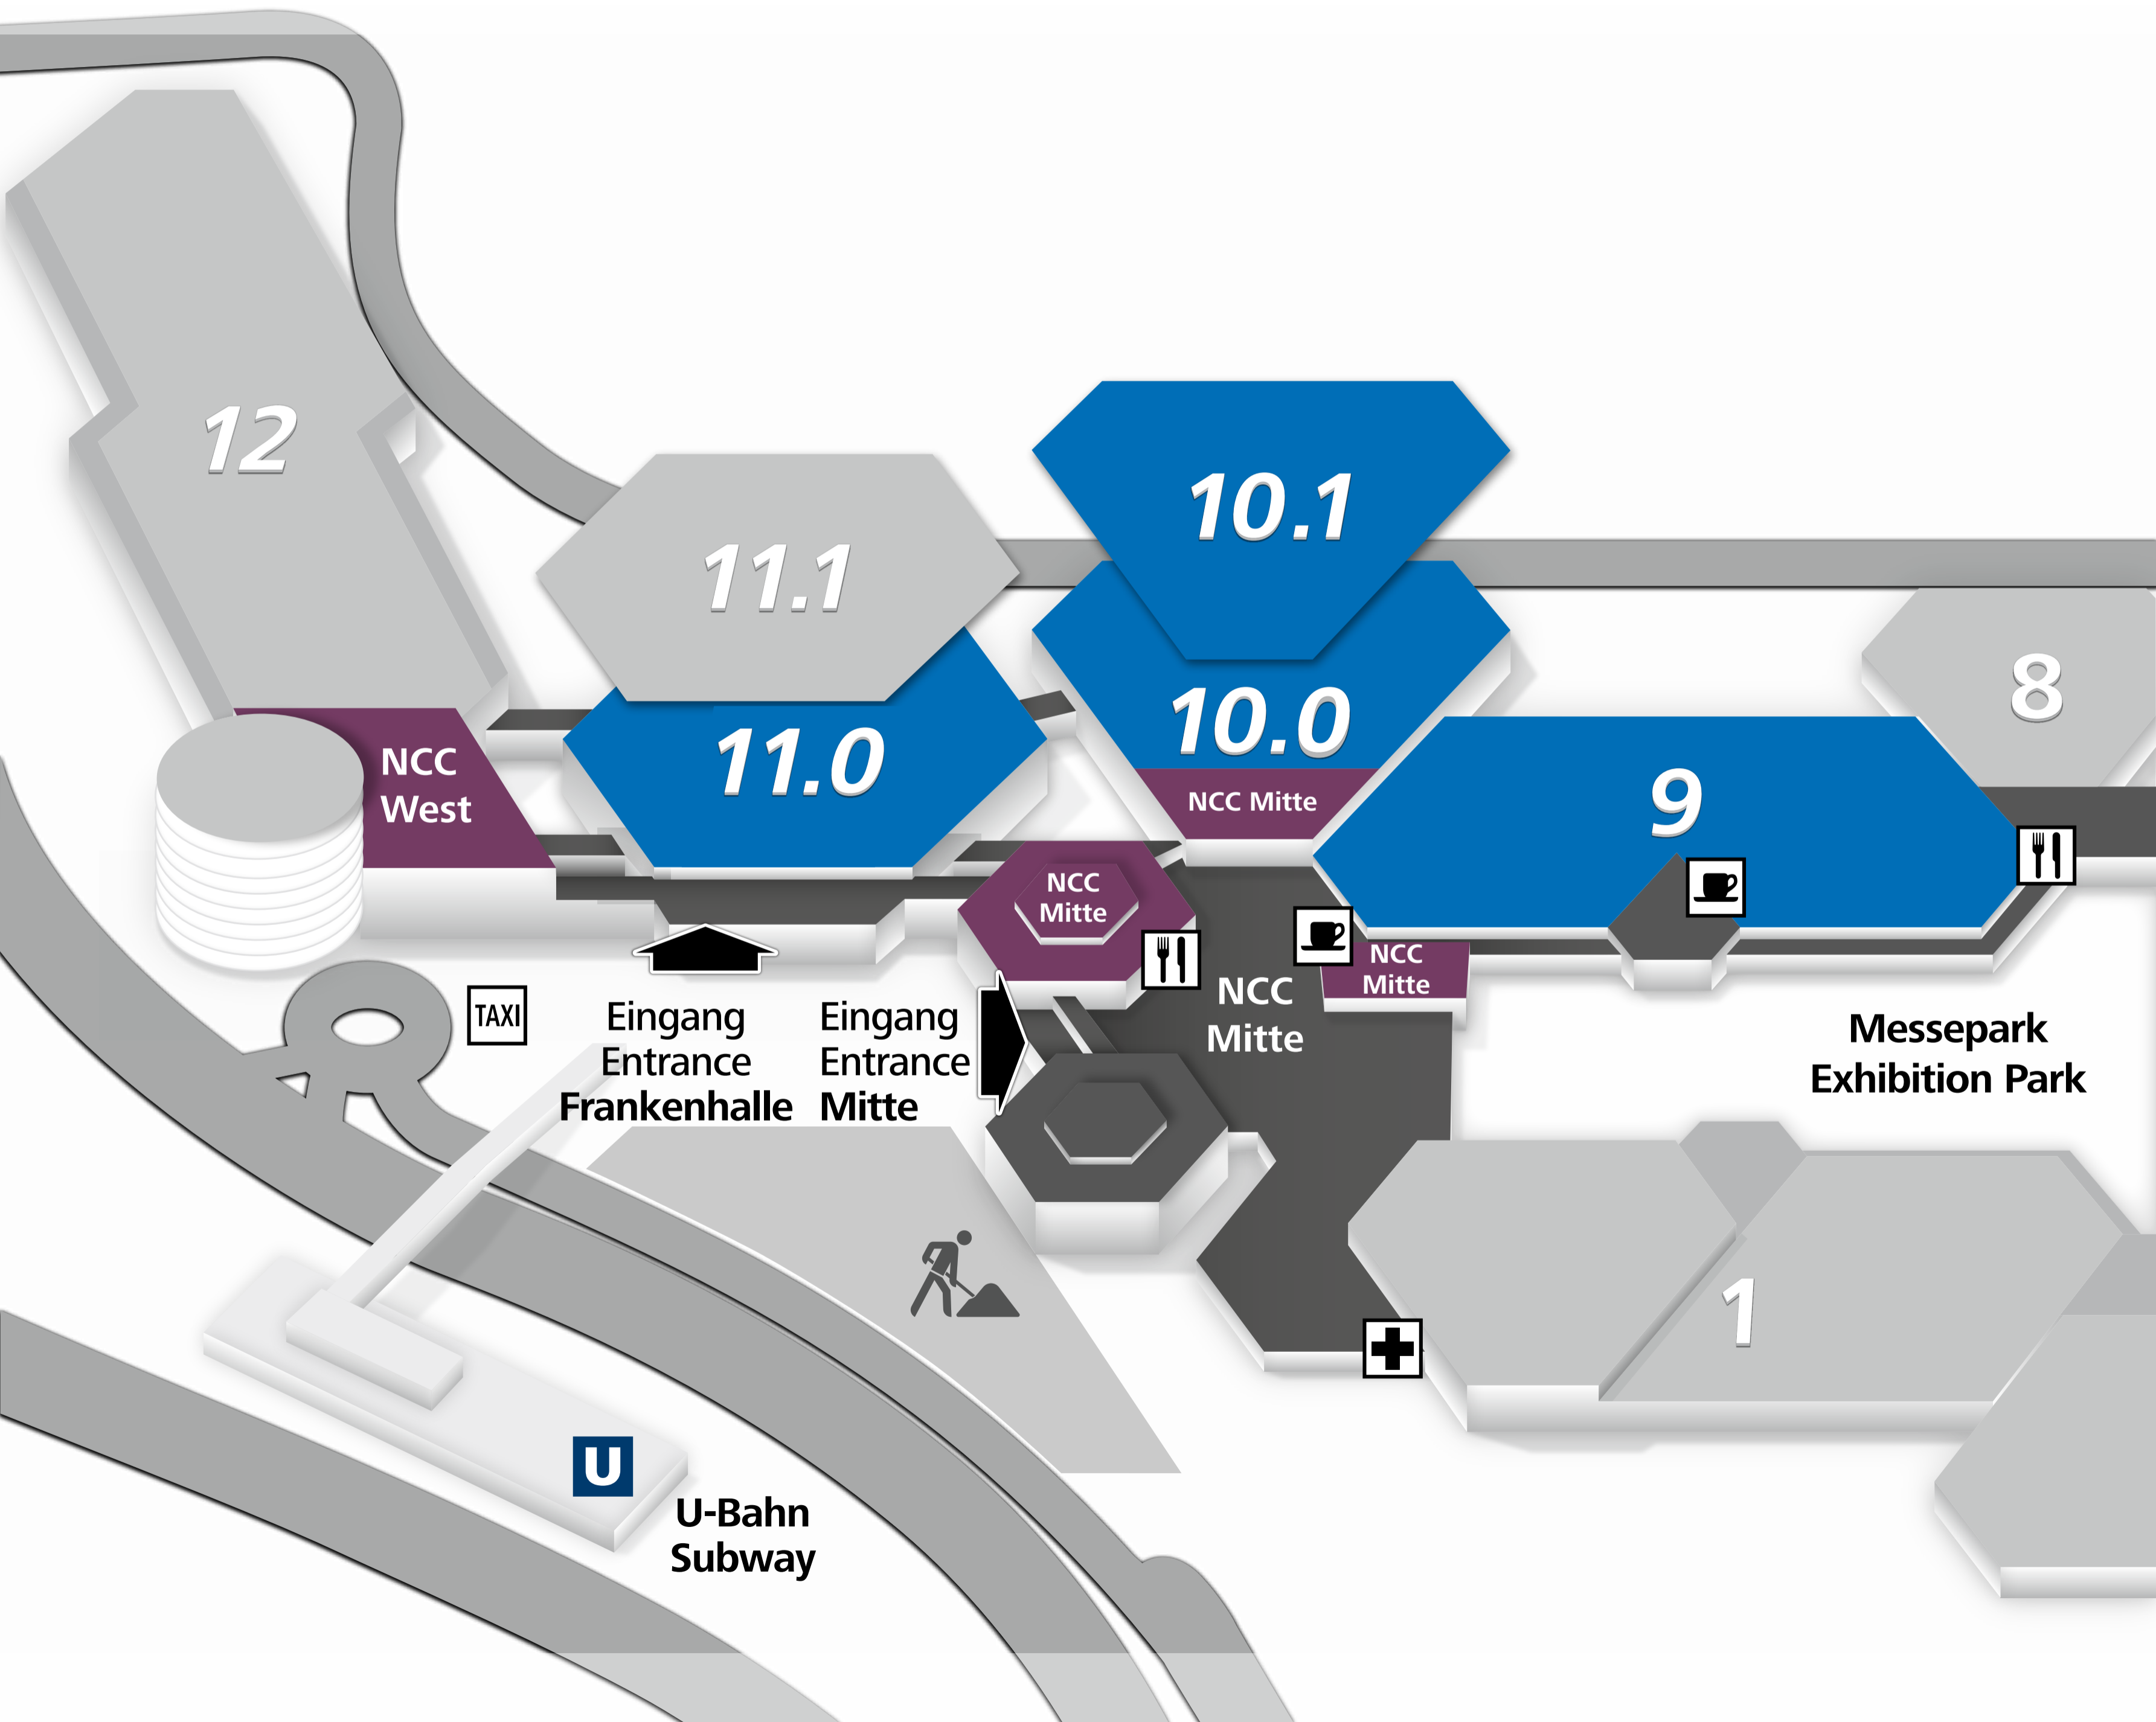 12
11.1
10.1
8
10.0
11.0
NCC
West
NCC Mitte
9
NCC
Mitte
NCC
Mitte
NCC
Mitte
TAXI
Eingang
Entrance
Frankenhalle
Eingang
Entrance
Mitte
Messepark
Exhibition Park
1
U
U-Bahn
Subway